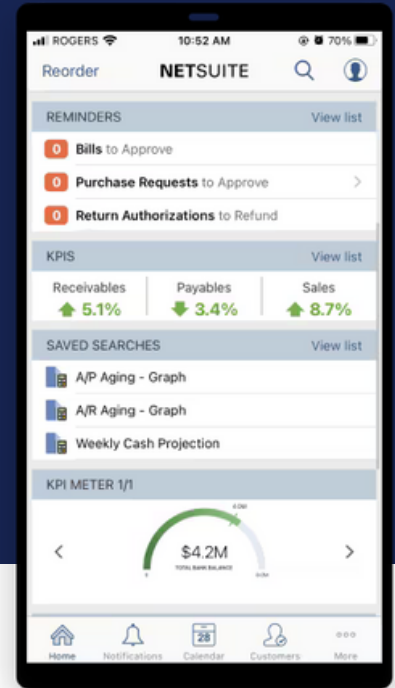 ROGERS 10:52 AM 70%
Reorder NETSUITE
REMINDERS View list
0 Bills to Approve
0 Purchase Requests to Approve
0 Return Authorizations to Refund
KPIS View list
Receivables Payables Sales
5.1% 3.4% 8.7%
SAVED SEARCHES View list
A/P Aging - Graph
A/R Aging - Graph
Weekly Cash Projection
KPI METER 1/1
$4.2M
TOTAL BANK BALANCE
0
28
Home Notifications Calendar Customers More